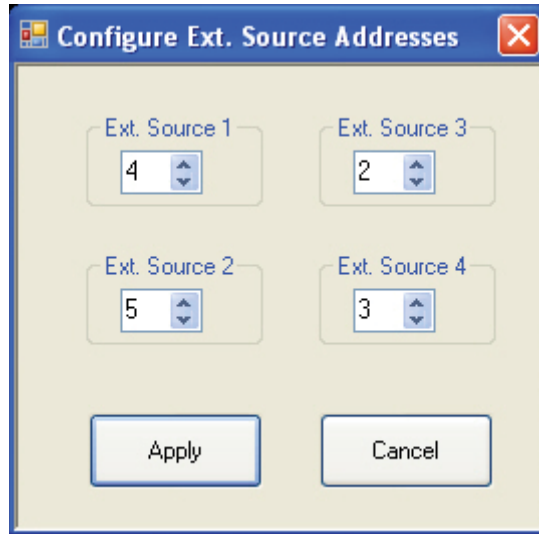 Configure Ext. Source Addresses
Ext. Source 1
4
Ext. Source 3
2
Ext. Source 2
5
Ext. Source 4
3
Apply
Cancel